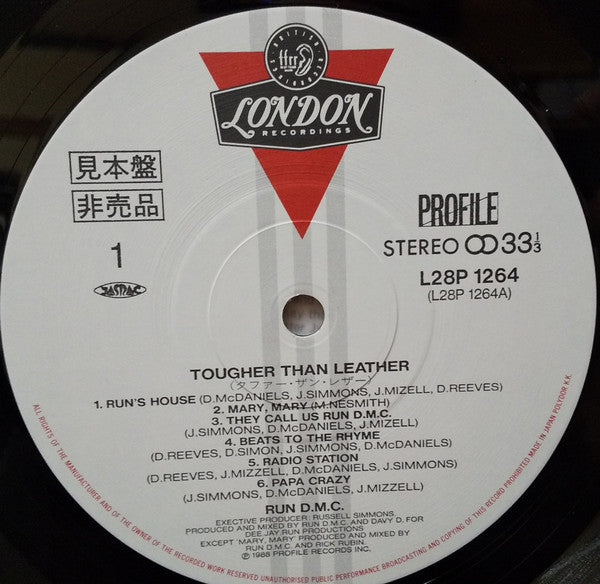 BRITISH RECORDINGS
ffrr
LONDON
RECORDINGS
見本盤
非売品
1
JASRAC
PROFILE
STEREO 33 1/3
L28P 1264
(L28P 1264A)
TOUGHER THAN LEATHER
(タファー・ザン・レザー)
1. RUN'S HOUSE (D.McDANIELS, J.SIMMONS, J.MIZELL, D.REEVES)
2. MARY, MARY (M.NESMITH)
3. THEY CALL US RUN D.M.C.
(J.SIMMONS, D.McDANIELS, J.MIZELL)
4. BEATS TO THE RHYME
(D.REEVES, D.SIMON, J.SIMMONS, D.McDANIELS)
5. RADIO STATION
(D.REEVES, J.MIZZELL, D.McDANIELS, J.SIMMONS)
6. PAPA CRAZY
(J.SIMMONS, D.McDANIELS, J.MIZZELL)
RUN D.M.C.
EXECTIVE PRODUCER: RUSSELL SIMMONS,
PRODUCED AND MIXED BY RUN D.M.C. AND DAVY D. FOR
DEE JAY RUN PRODUCTIONS
EXCEPT 'MARY, MARY' PRODUCED AND MIXED BY
RUN D.M.C. AND RICK RUBIN.
℗ 1988 PROFILE RECORDS INC.
ALL RIGHTS OF THE MANUFACTURER AND OF THE OWNER OF THE RECORDED WORK RESERVED UNAUTHORISED PUBLIC PERFORMANCE BROADCASTING AND COPYING OF THIS RECORD PROHIBITED MADE IN JAPAN POLYDOR K.K.